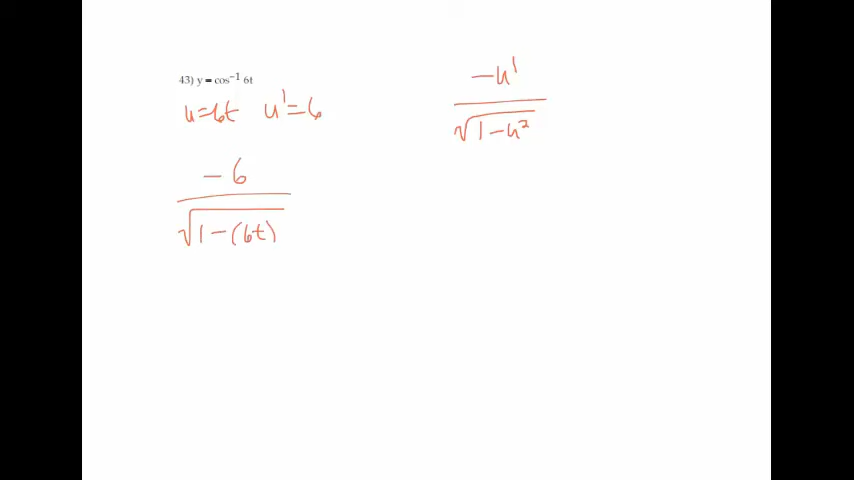 43) y = cos⁻¹ 6t
u=6t u'=6
-u'
√1-u²
-6
√1-(6t)